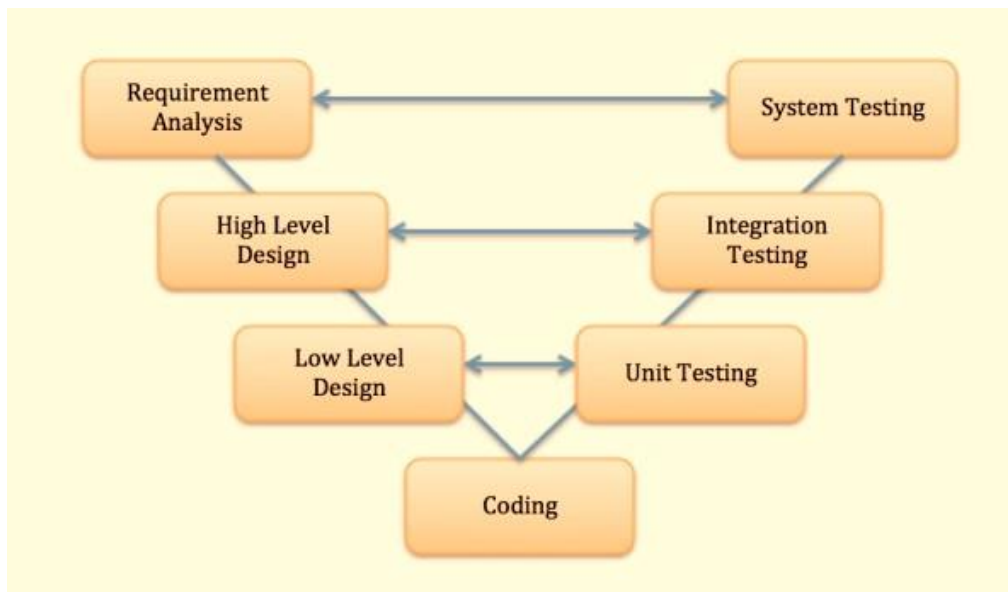 Requirement
Analysis
System Testing
High Level
Design
Integration
Testing
Low Level
Design
Unit Testing
Coding